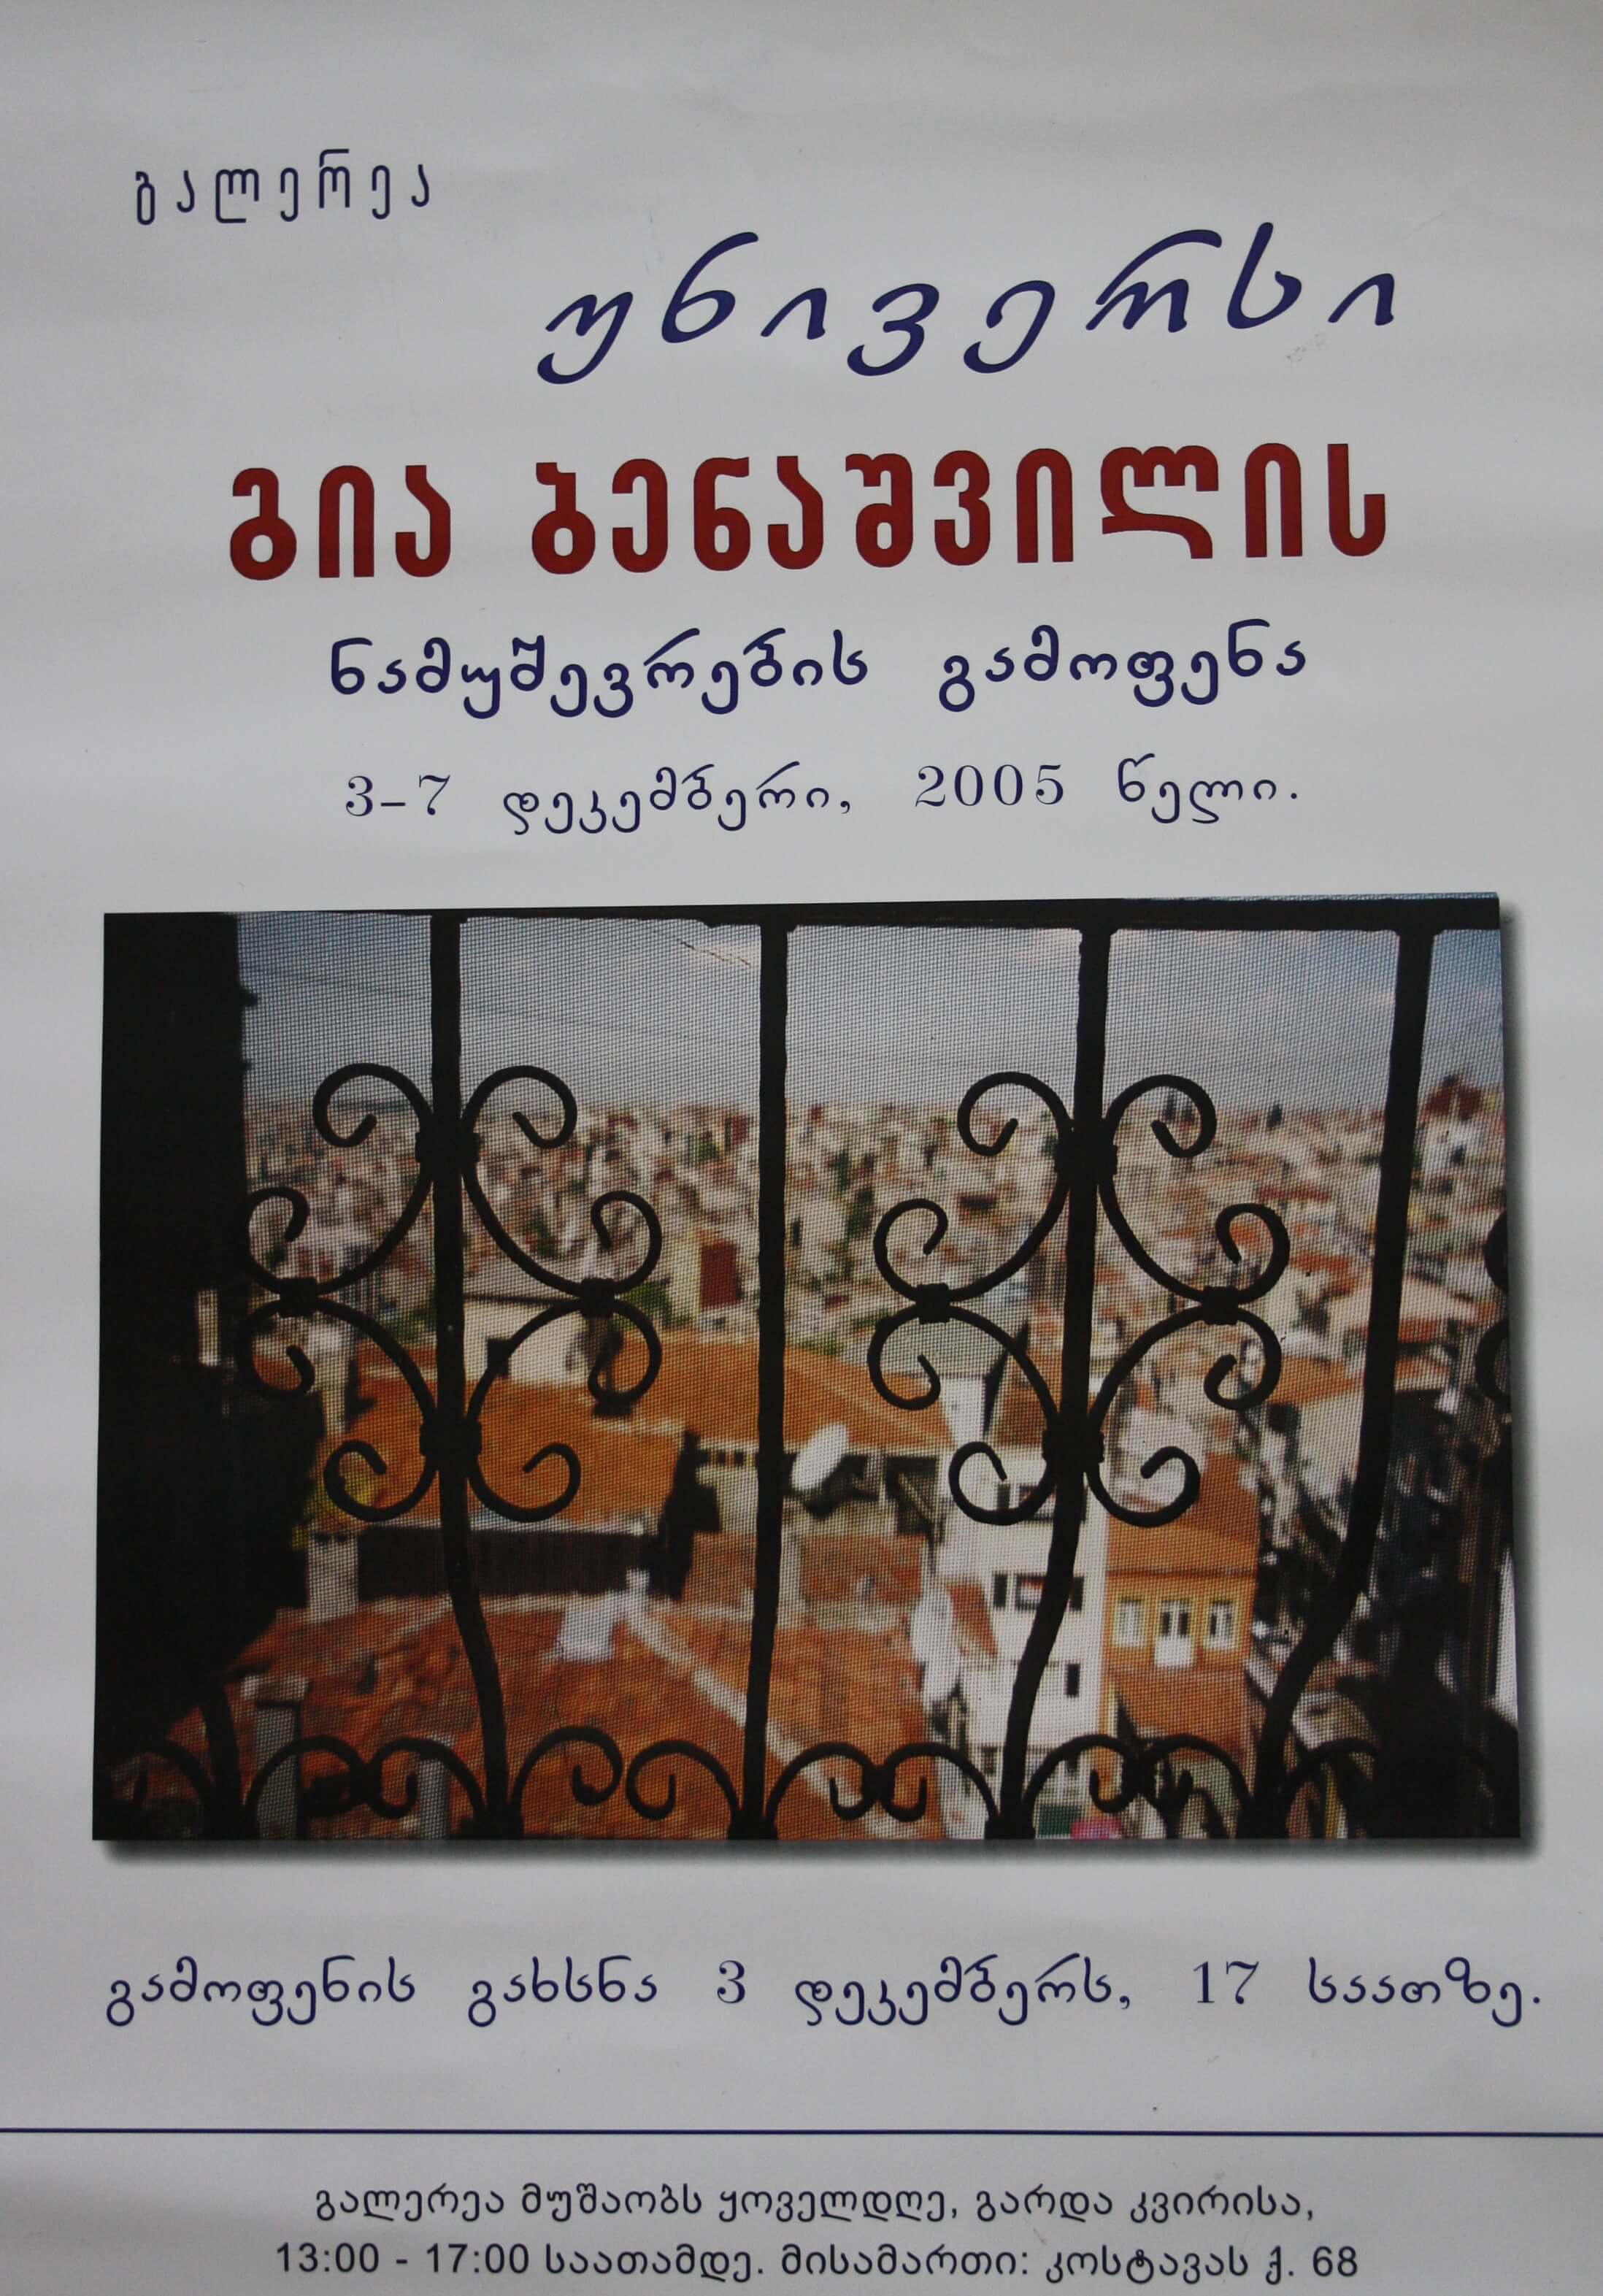 გალერეა
უნივერსი
გია ბენაშვილის
ნამუშევრების გამოფენა
3-7 დეკემბერი, 2005 წელი.
გამოფენის გახსნა 3 დეკემბერს, 17 საათზე.
გალერეა მუშაობს ყოველდღე, გარდა კვირისა,
13:00 - 17:00 საათამდე. მისამართი: კოსტავას ქ. 68